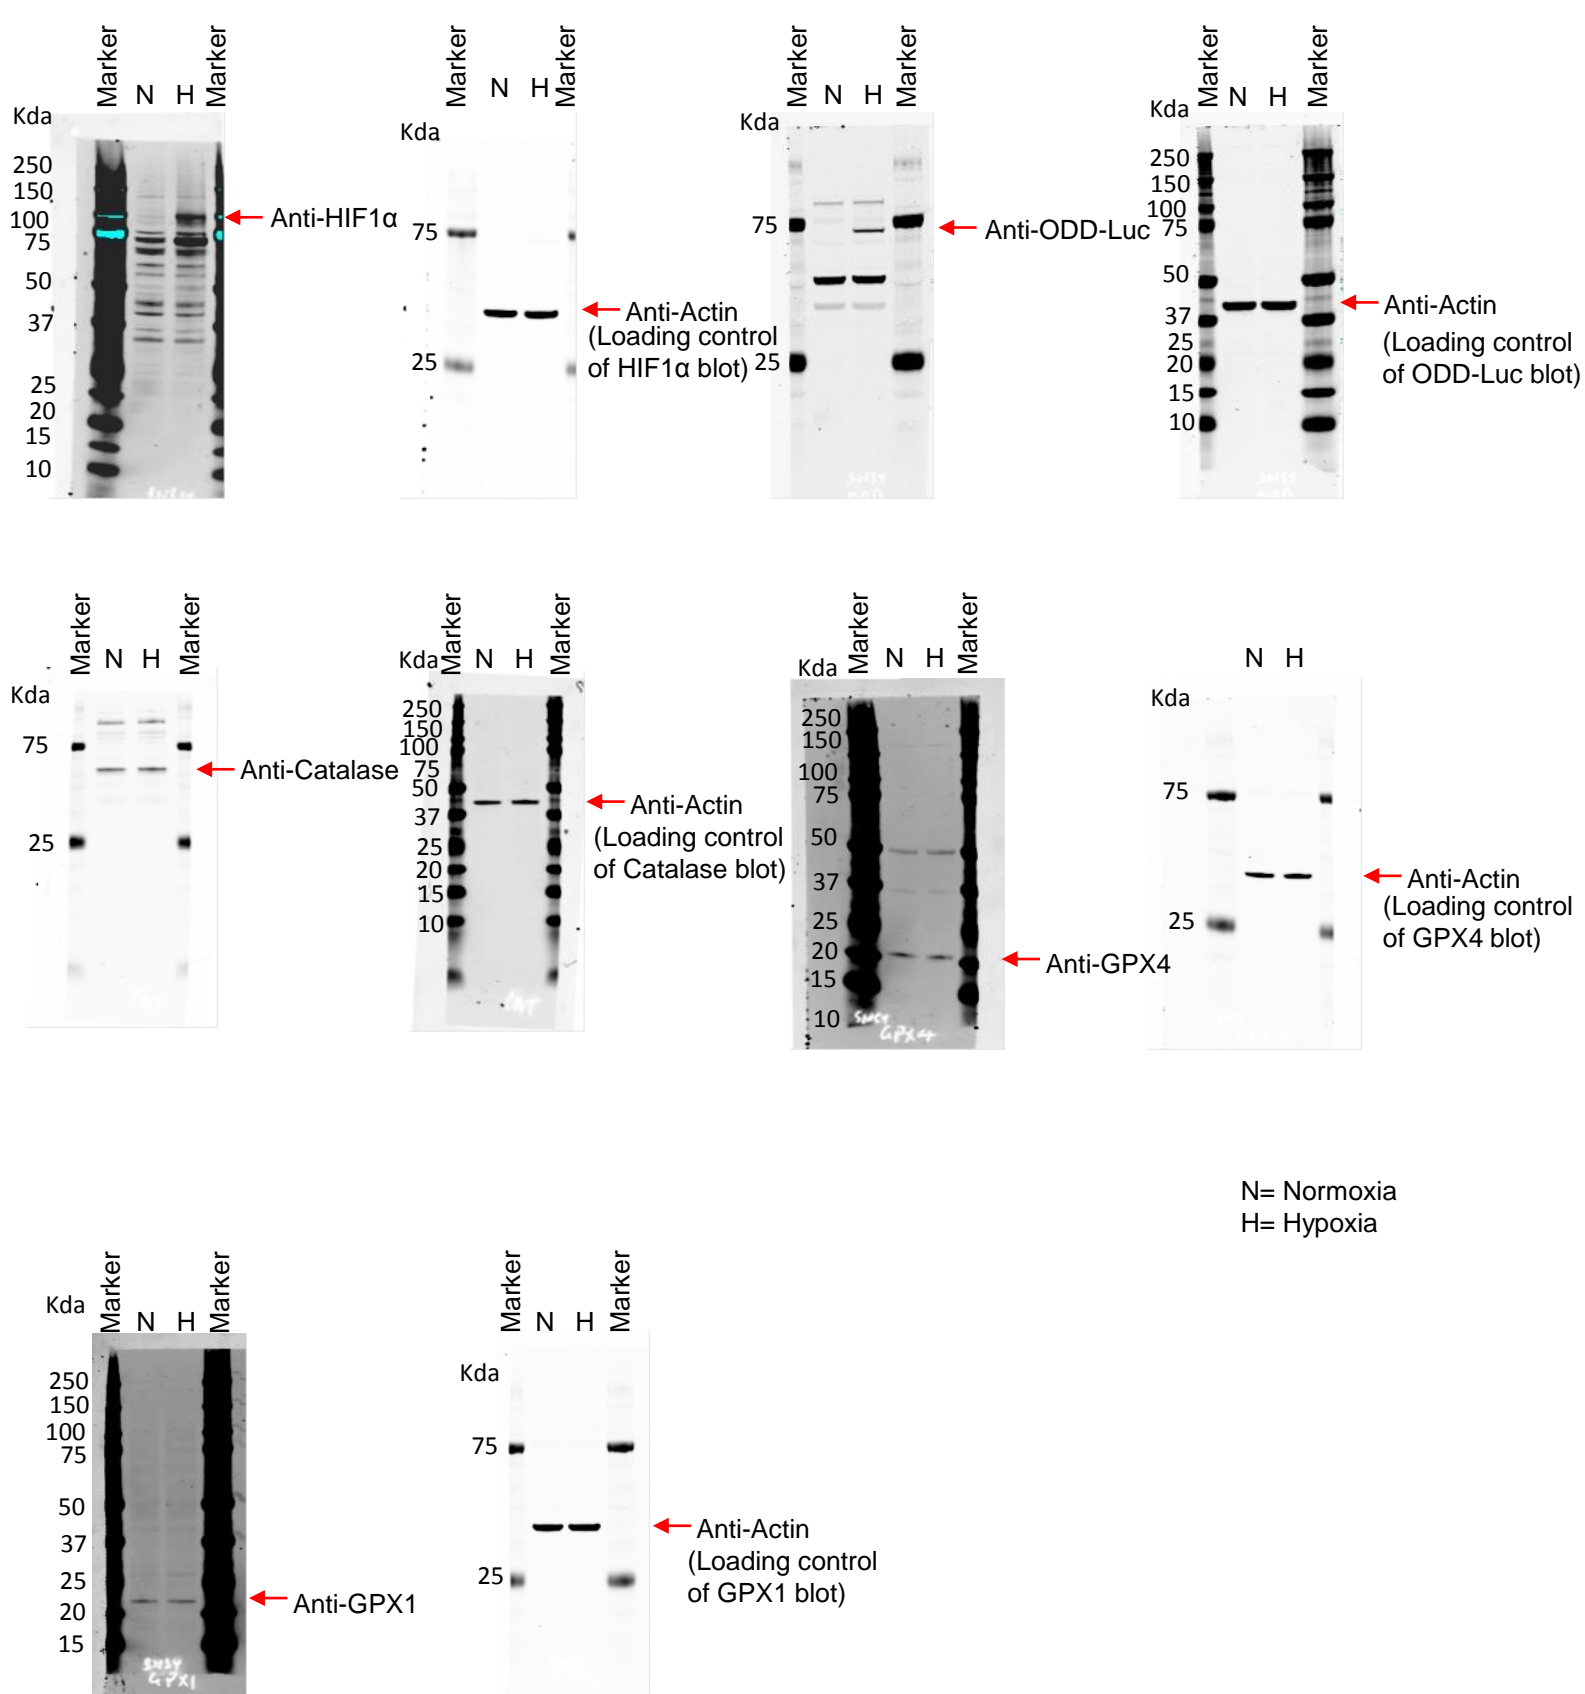 Marker N H Marker
Kda
250
150
100
75
50
37
25
20
15
10
Anti-HIF1α
Marker N H Marker
Kda
75
25
Anti-Actin
(Loading control
of HIF1α blot)
Marker N H Marker
Kda
75
25
Anti-ODD-Luc
Marker N H Marker
Kda
250
150
100
75
50
37
25
20
15
10
Anti-Actin
(Loading control
of ODD-Luc blot)
Marker N H Marker
Kda
75
25
Anti-Catalase
Marker N H Marker
Kda
250
150
100
75
50
37
25
20
15
10
Anti-Actin
(Loading control
of Catalase blot)
Marker N H Marker
Kda
250
150
100
75
50
37
25
20
15
10
Anti-GPX4
GPX4
N H
Kda
75
25
Anti-Actin
(Loading control
of GPX4 blot)
N= Normoxia
H= Hypoxia
Marker N H Marker
Kda
250
150
100
75
50
37
25
20
15
Anti-GPX1
SHSY
GPX1
Marker N H Marker
Kda
75
25
Anti-Actin
(Loading control
of GPX1 blot)